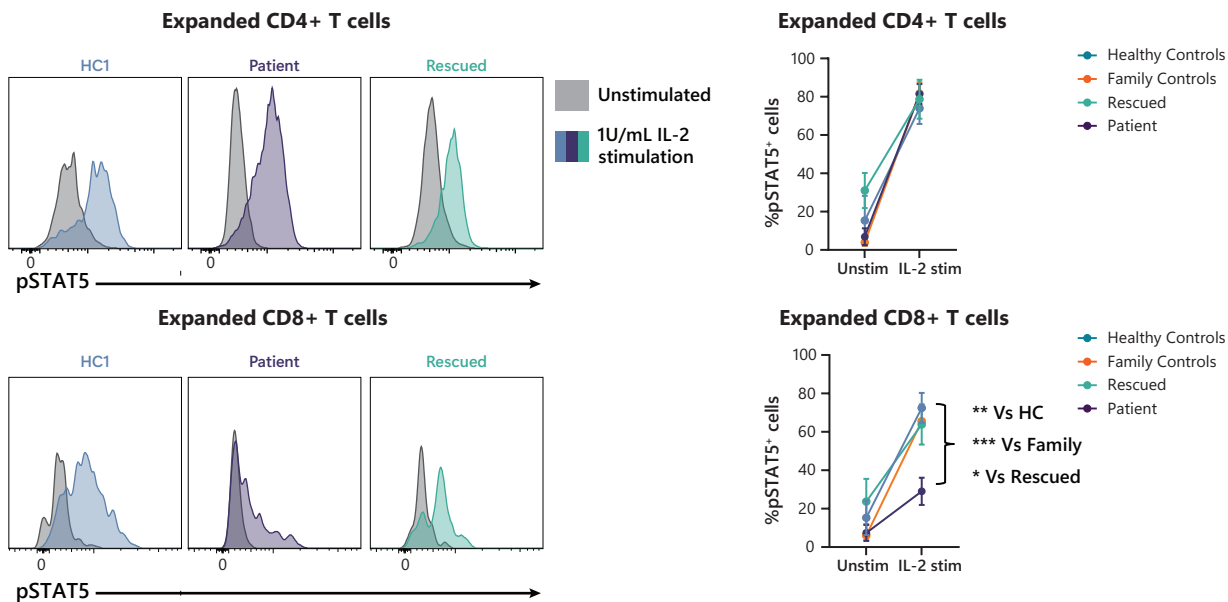 Expanded CD4+ T cells
HC1
Patient
Rescued
Unstimulated
1U/mL IL-2
stimulation
0
0
0
pSTAT5
Expanded CD4+ T cells
%pSTAT5⁺ cells
100
80
60
40
20
0
Unstim
IL-2 stim
Healthy Controls
Family Controls
Rescued
Patient
Expanded CD8+ T cells
HC1
Patient
Rescued
0
0
0
pSTAT5
Expanded CD8+ T cells
%pSTAT5⁺ cells
100
80
60
40
20
0
Unstim
IL-2 stim
Healthy Controls
Family Controls
Rescued
Patient
** Vs HC
*** Vs Family
* Vs Rescued